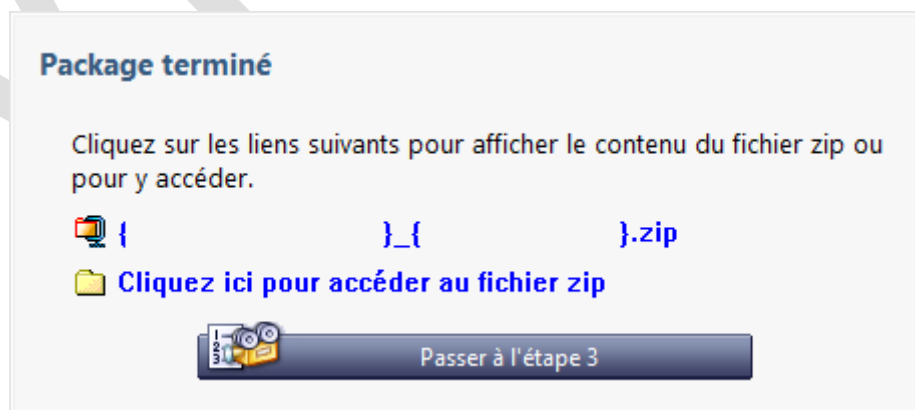 Package terminé
Cliquez sur les liens suivants pour afficher le contenu du fichier zip ou
pour y accéder.
{ }_{ }.zip
Cliquez ici pour accéder au fichier zip
Passer à l'étape 3